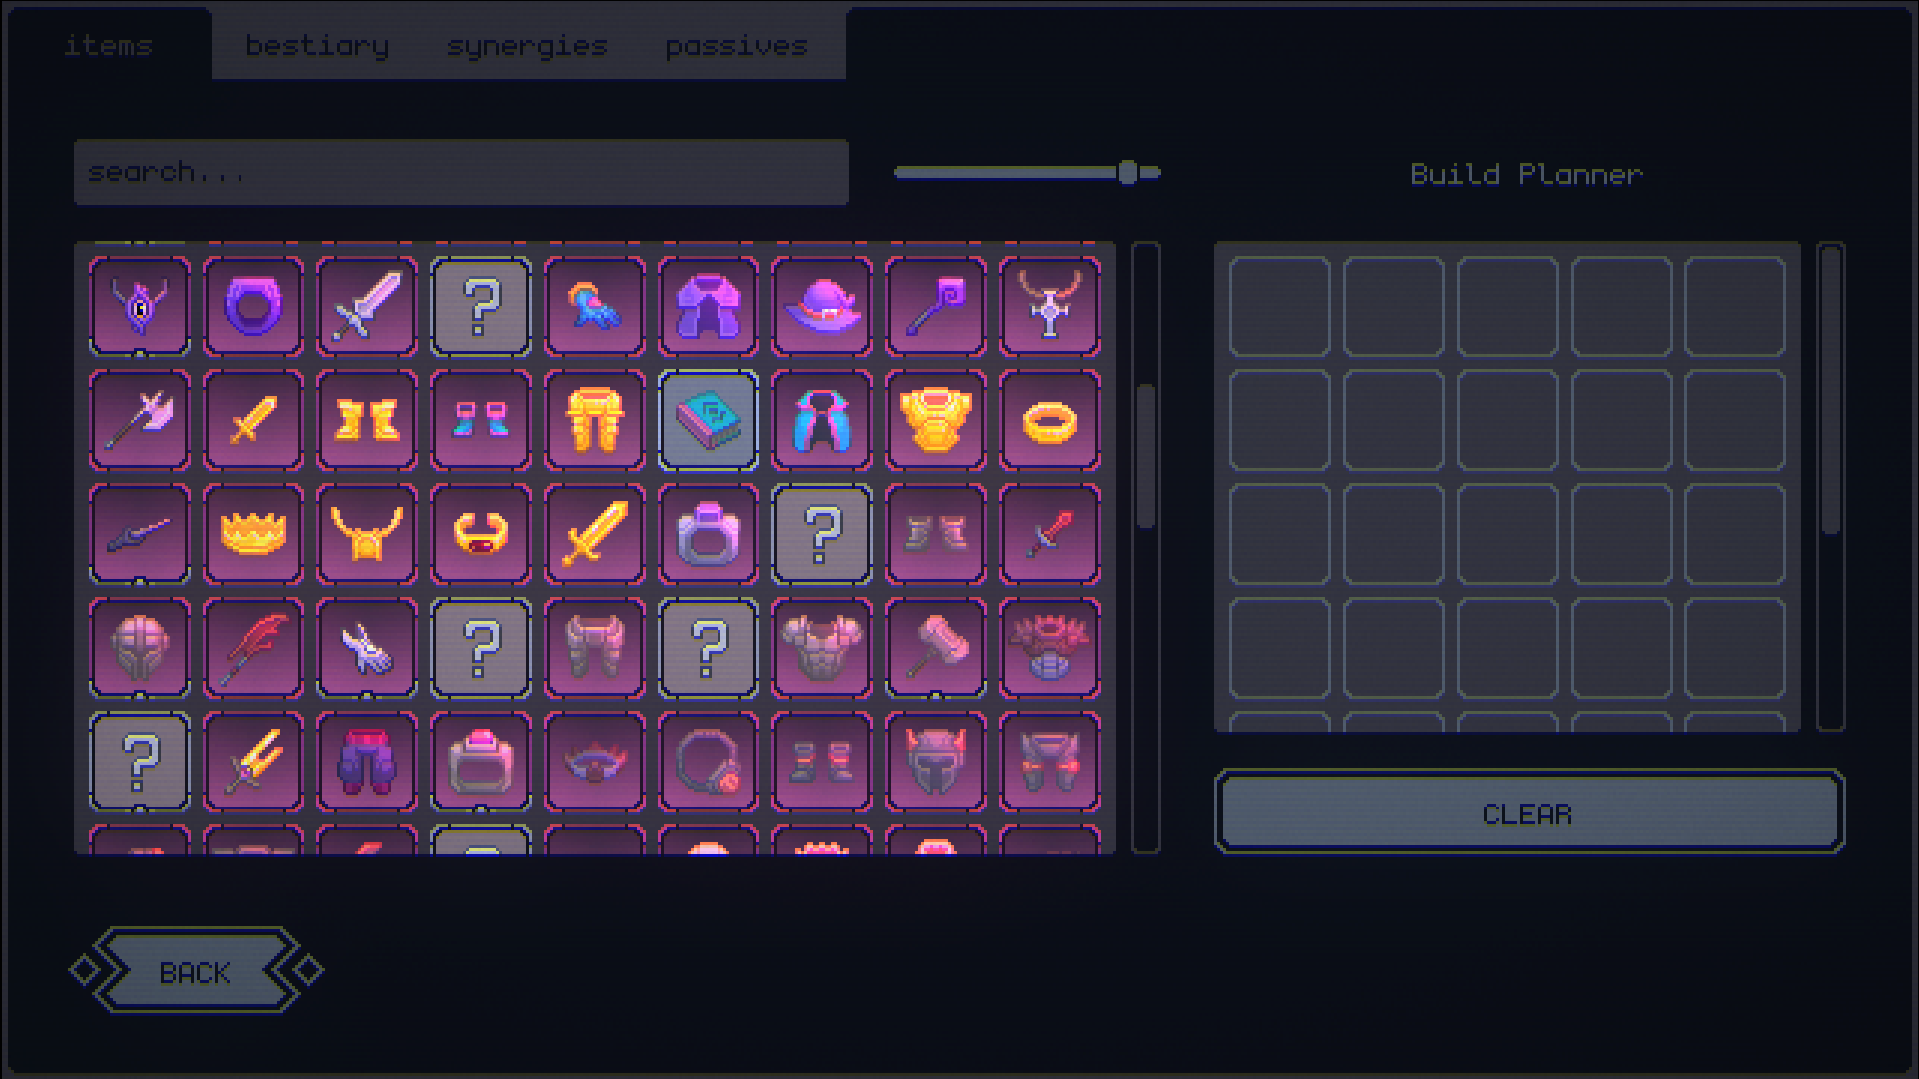 items bestiary synergies passives
search...
Build Planner
?
?
? ?
?
CLEAR
BACK